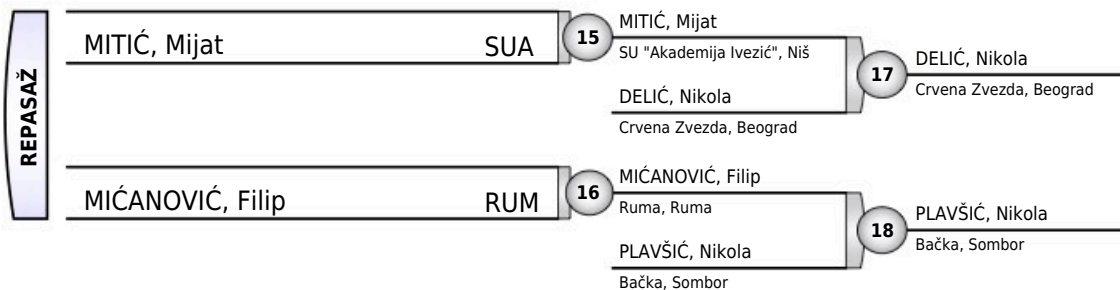 REPASAŽ
MITIĆ, Mijat SUA
15
MITIĆ, Mijat
SU "Akademija Ivezić", Niš
DELIĆ, Nikola
Crvena Zvezda, Beograd
17
DELIĆ, Nikola
Crvena Zvezda, Beograd
MIĆANOVIĆ, Filip RUM
16
MIĆANOVIĆ, Filip
Ruma, Ruma
PLAVŠIĆ, Nikola
Bačka, Sombor
18
PLAVŠIĆ, Nikola
Bačka, Sombor